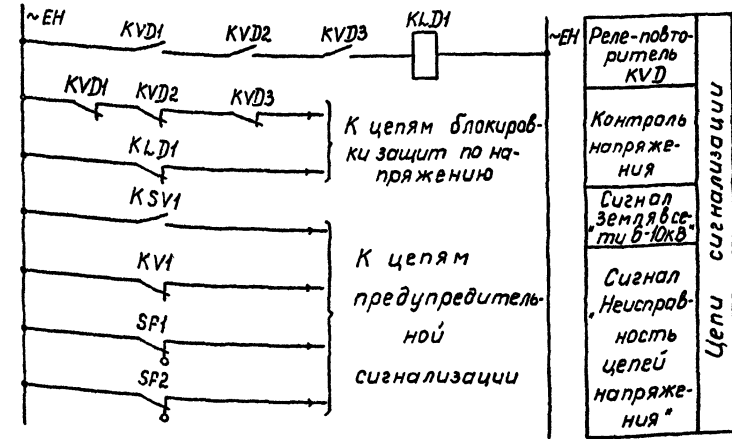 ~ЕН
KVD1
KVD2
KVD3
KLD1
~ЕН
Реле-повто-
ритель
KVD
KVD1
KVD2
KVD3
К цепям блокиров-
ки защит по на-
пряжению
Контроль
напряже-
ния
KLD1
KSV1
Сигнал
"Земля в се-
ти 6-10кВ"
KV1
К цепям
предупредитель-
ной
сигнализации
SF1
SF2
Сигнал
„Неисправ-
ность
цепей
напряже-
ния"
Цепи сигнализации